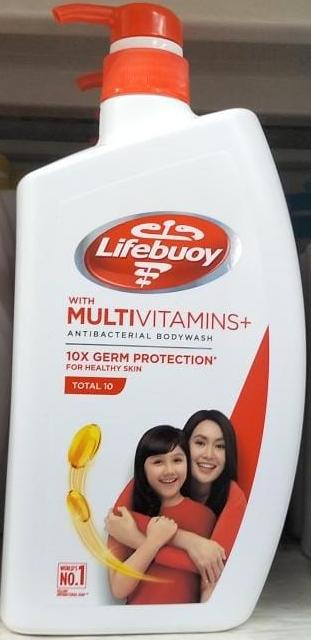 Lifebuoy
WITH
MULTIVITAMINS+
ANTIBACTERIAL BODYWASH
10X GERM PROTECTION*
FOR HEALTHY SKIN
TOTAL 10
WORLD'S
NO.1